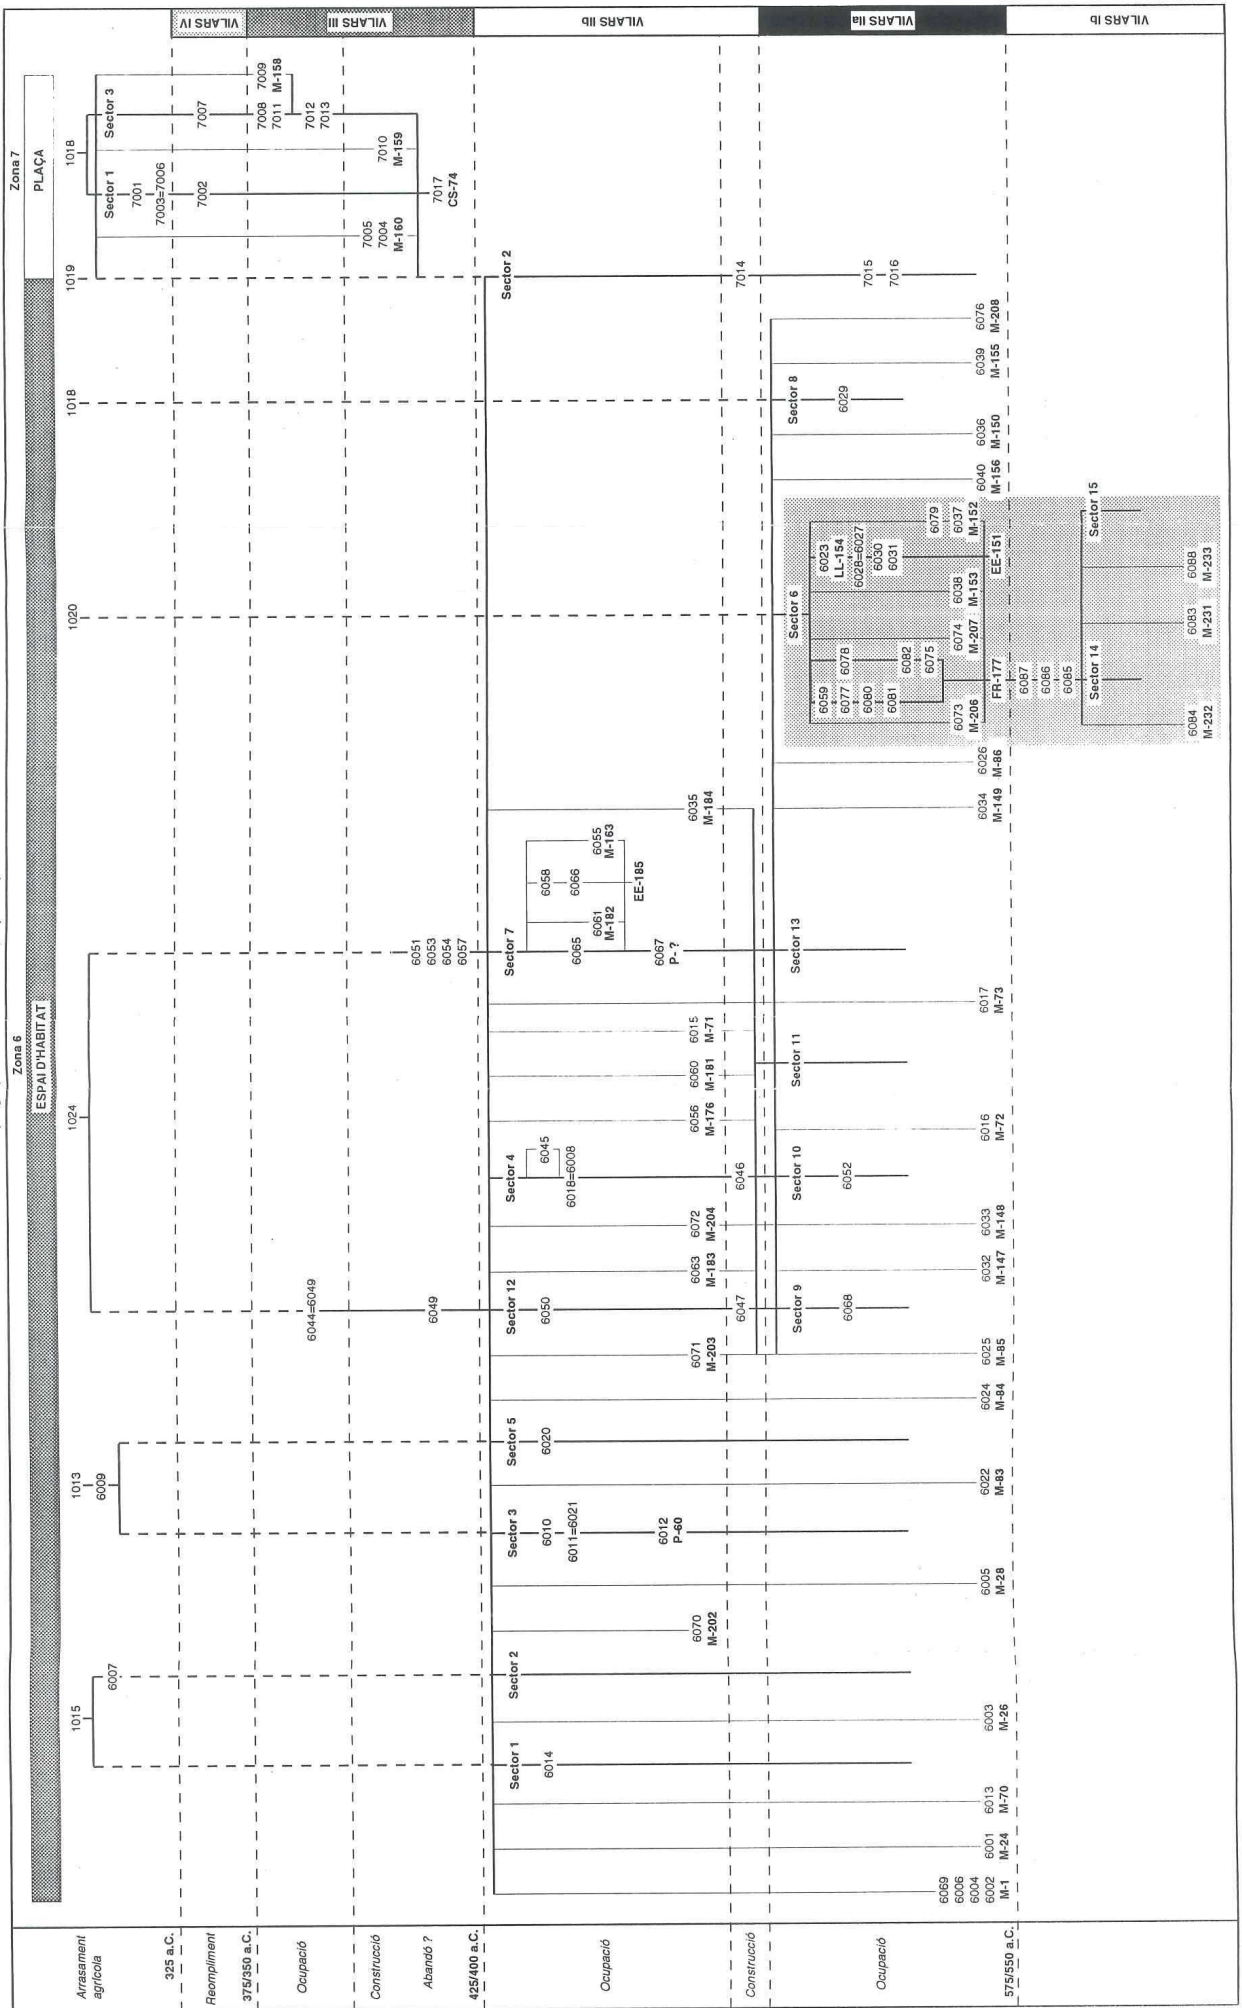 Zona 6
Zona 7
ESPAI D'HABITAT
PLAÇA
VILARS IV
VILARS III
VILARS IIb
VILARS IIa
VILARS Ib
Arrasament
agrícola
325 a.C.
Reompliment
375/350 a.C.
Ocupació
Construcció
Abandó ?
425/400 a.C.
Ocupació
Construcció
Ocupació
575/550 a.C.
1015
1013
1024
1020
1018
1019
1018
6007
6009
Sector 1
7001
7003=7006
7002
Sector 3
7007
7008
7011
7009
M-158
7012
7013
7005
7004
M-160
7010
M-159
7017
CS-74
6044=6049
6049
6051
6053
6054
6057
Sector 1
6014
Sector 2
Sector 3
6010
6011=6021
6012
P-60
Sector 5
6020
Sector 12
6050
6047
Sector 4
6045
6018=6008
6046
Sector 7
6065
6061
M-182
6058
6066
6055
M-163
EE-185
6067
P-?
Sector 2
7014
7015
7016
6070
M-202
6071
M-203
6063
M-183
6072
M-204
6056
M-176
6060
M-181
6015
M-71
6035
M-184
Sector 9
6068
Sector 10
6052
Sector 11
Sector 13
Sector 6
6059
6077
6080
6081
6078
6082
6075
6073
M-206
6074
M-207
6038
M-153
6023
LL-154
6028=6027
6030
6031
6079
6037
M-152
FR-177
EE-151
Sector 8
6029
6069
6006
6004
6002
M-1
6001
M-24
6013
M-70
6003
M-26
6005
M-28
6022
M-83
6024
M-84
6025
M-85
6032
M-147
6033
M-148
6016
M-72
6017
M-73
6034
M-149
6026
M-86
6040
M-156
6036
M-150
6039
M-155
6076
M-208
6087
6086
6085
Sector 14
Sector 15
6084
M-232
6083
M-231
6088
M-233